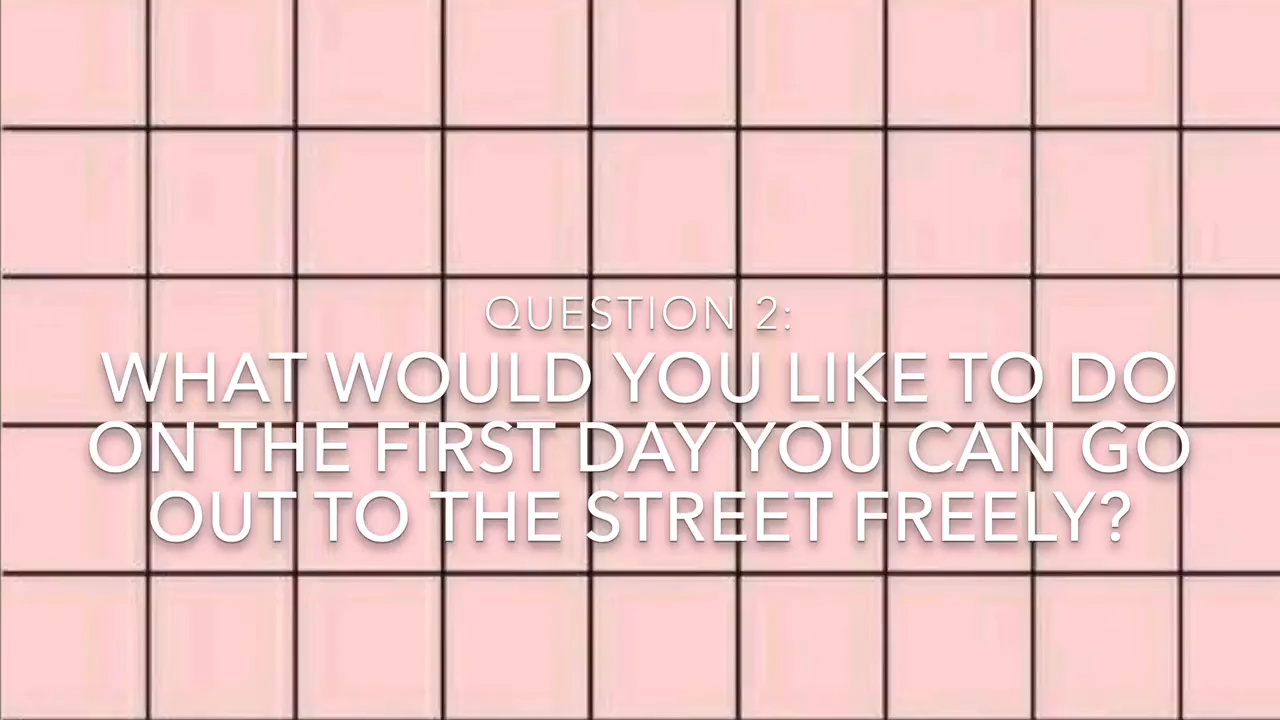 QUESTION 2:
WHAT WOULD YOU LIKE TO DO
ON THE FIRST DAY YOU CAN GO
OUT TO THE STREET FREELY?